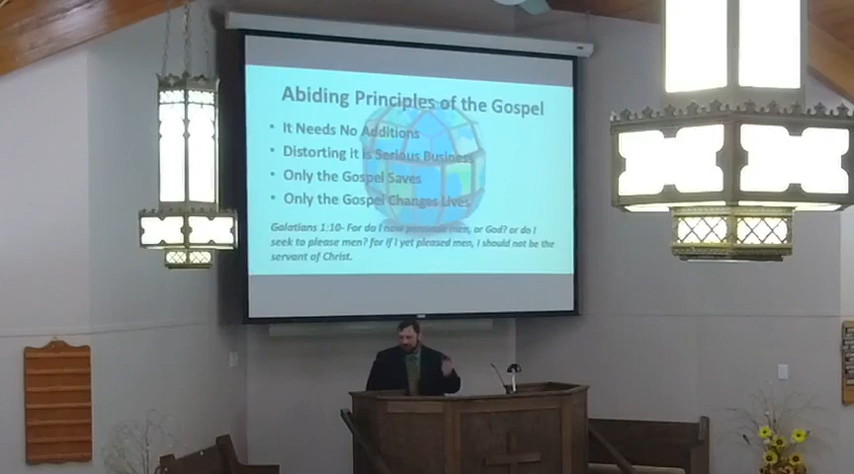 Abiding Principles of the Gospel
• It Needs No Additions
• Distorting it is Serious Business
• Only the Gospel Saves
• Only the Gospel Changes Lives
Galatians 1:10- For do I now persuade men, or God? or do I
seek to please men? for if I yet pleased men, I should not be the
servant of Christ.